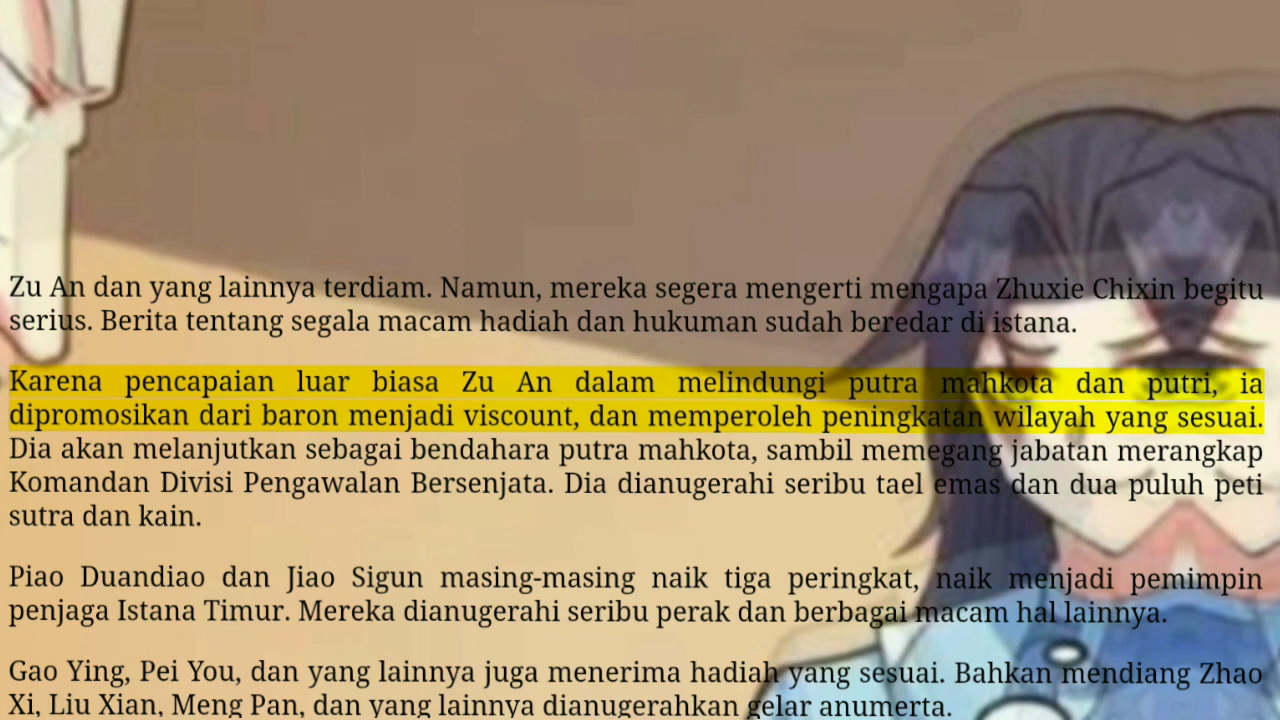 Zu An dan yang lainnya terdiam. Namun, mereka segera mengerti mengapa Zhuxie Chixin begitu
serius. Berita tentang segala macam hadiah dan hukuman sudah beredar di istana.
Karena pencapaian luar biasa Zu An dalam melindungi putra mahkota dan putri, ia
dipromosikan dari baron menjadi viscount, dan memperoleh peningkatan wilayah yang sesuai.
Dia akan melanjutkan sebagai bendahara putra mahkota, sambil memegang jabatan merangkap
Komandan Divisi Pengawalan Bersenjata. Dia dianugerahi seribu tael emas dan dua puluh peti
sutra dan kain.
Piao Duandiao dan Jiao Sigun masing-masing naik tiga peringkat, naik menjadi pemimpin
penjaga Istana Timur. Mereka dianugerahi seribu perak dan berbagai macam hal lainnya.
Gao Ying, Pei You, dan yang lainnya juga menerima hadiah yang sesuai. Bahkan mendiang Zhao
Xi, Liu Xian, Meng Pan, dan yang lainnya dianugerahkan gelar anumerta.